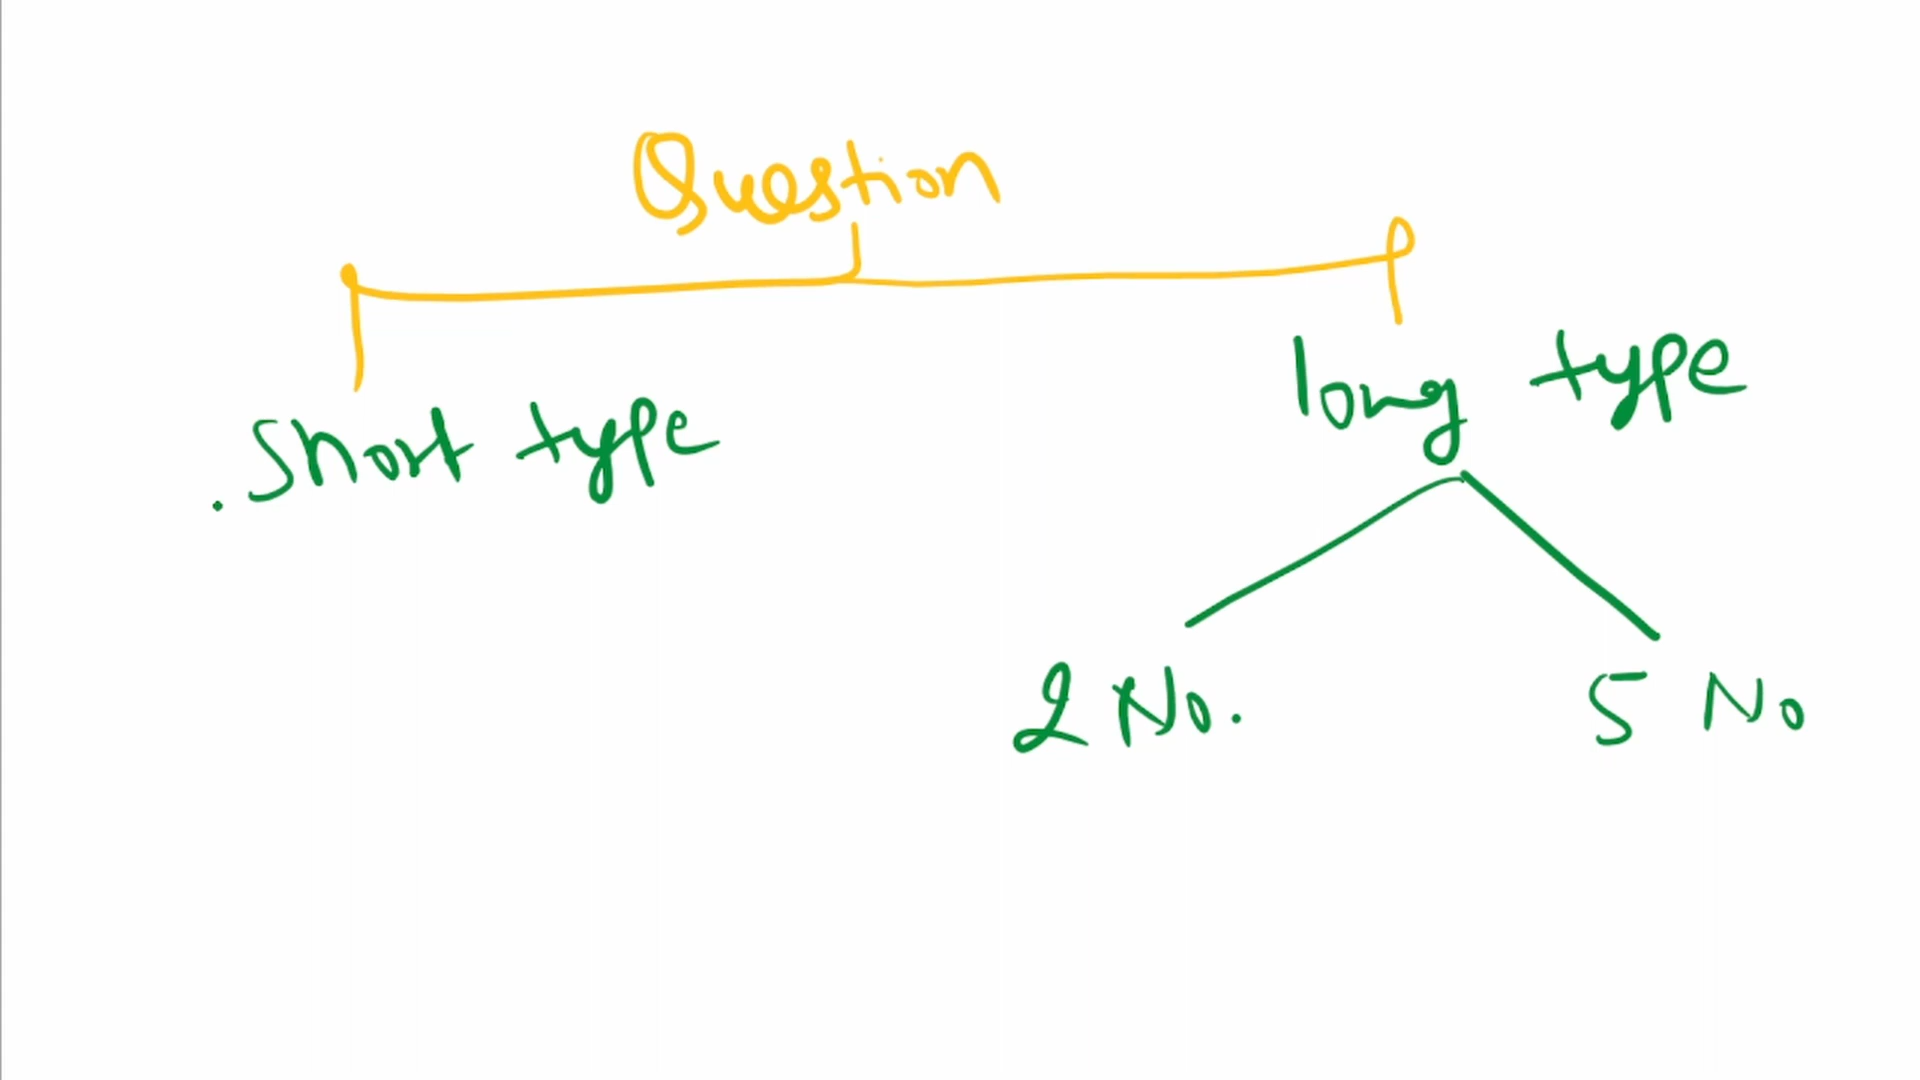 Question
. Short type
long type
2 No.
5 No